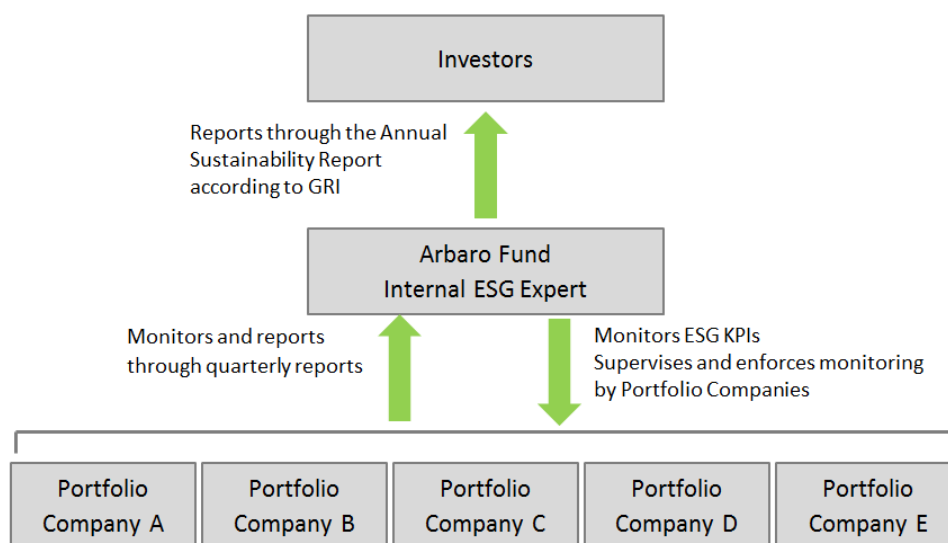 Investors
Reports through the Annual
Sustainability Report
according to GRI
Arbaro Fund
Internal ESG Expert
Monitors and reports
through quarterly reports
Monitors ESG KPIs
Supervises and enforces monitoring
by Portfolio Companies
Portfolio
Company A
Portfolio
Company B
Portfolio
Company C
Portfolio
Company D
Portfolio
Company E